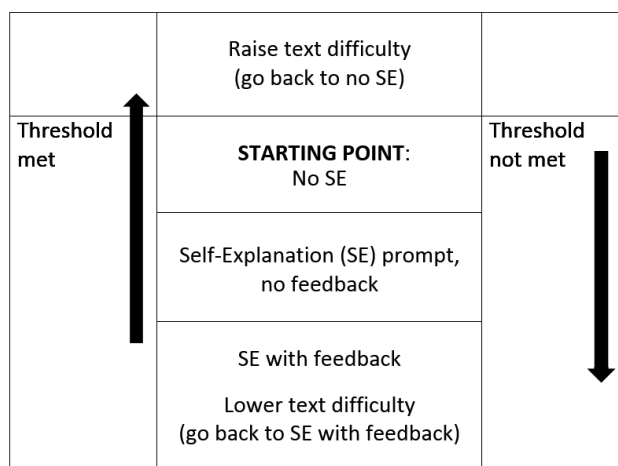 Raise text difficulty
(go back to no SE)
Threshold
met
STARTING POINT:
No SE
Threshold
not met
Self-Explanation (SE) prompt,
no feedback
SE with feedback
Lower text difficulty
(go back to SE with feedback)